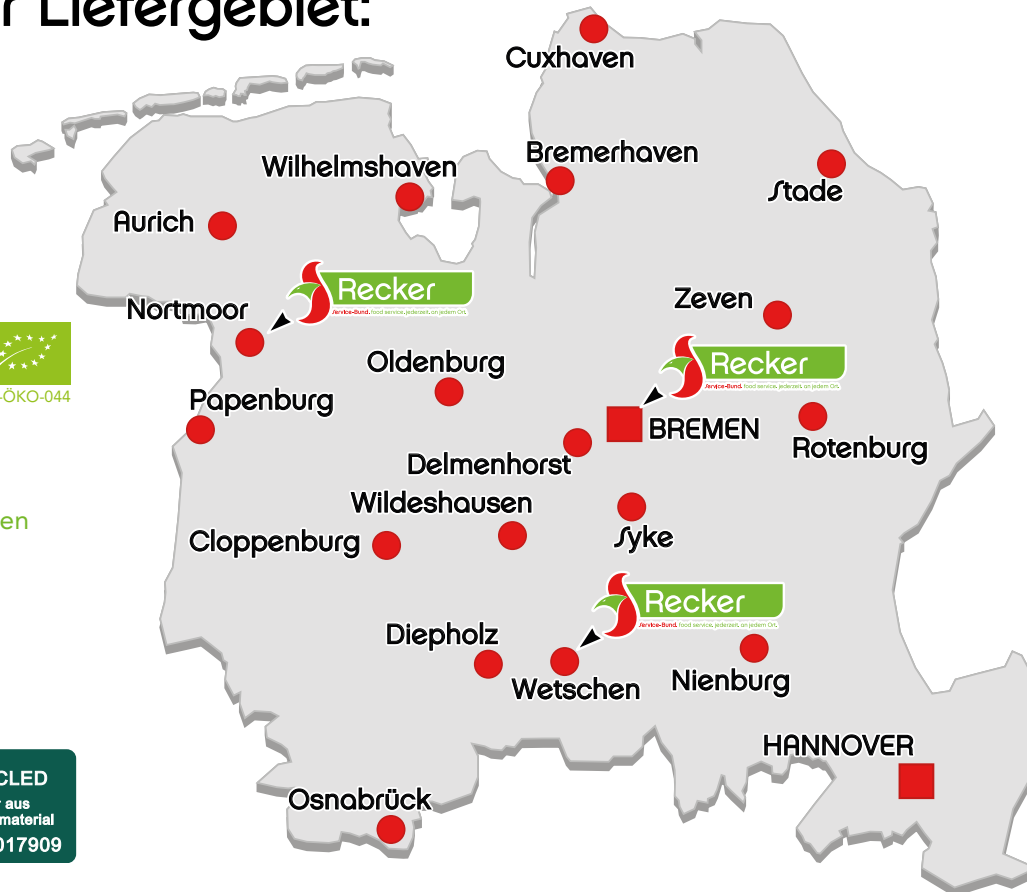 r Liefergebiet:
Cuxhaven
Bremerhaven
Wilhelmshaven
Stade
Aurich
Recker
Service-Bund. food service. jederzeit. an jedem Ort.
Nortmoor
Zeven
Recker
Service-Bund. food service. jederzeit. an jedem Ort.
Oldenburg
-ÖKO-044
Papenburg
BREMEN
Rotenburg
Delmenhorst
Wildeshausen
en
Syke
Cloppenburg
Recker
Service-Bund. food service. jederzeit. an jedem Ort.
Diepholz
Wetschen
Nienburg
HANNOVER
CLED
aus
material
017909
Osnabrück